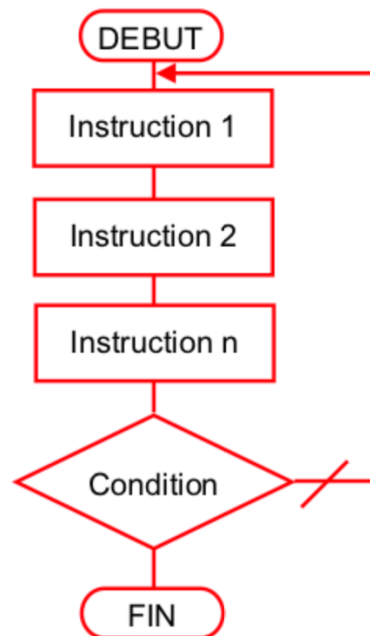 DEBUT
Instruction 1
Instruction 2
Instruction n
Condition
FIN